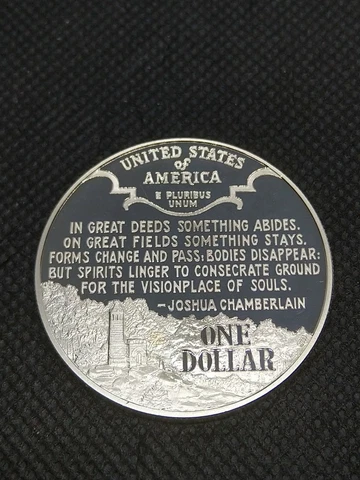 UNITED STATES
of
AMERICA
E PLURIBUS
UNUM
IN GREAT DEEDS SOMETHING ABIDES.
ON GREAT FIELDS SOMETHING STAYS.
FORMS CHANGE AND PASS; BODIES DISAPPEAR;
BUT SPIRITS LINGER TO CONSECRATE GROUND
FOR THE VISIONPLACE OF SOULS.
-JOSHUA CHAMBERLAIN
ONE
DOLLAR